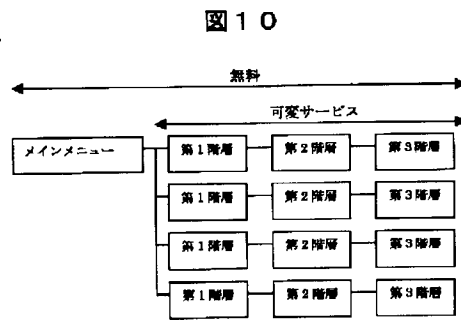 図１０
無料
可変サービス
メインメニュー 第１階層 第２階層 第３階層
第１階層 第２階層 第３階層
第１階層 第２階層 第３階層
第１階層 第２階層 第３階層